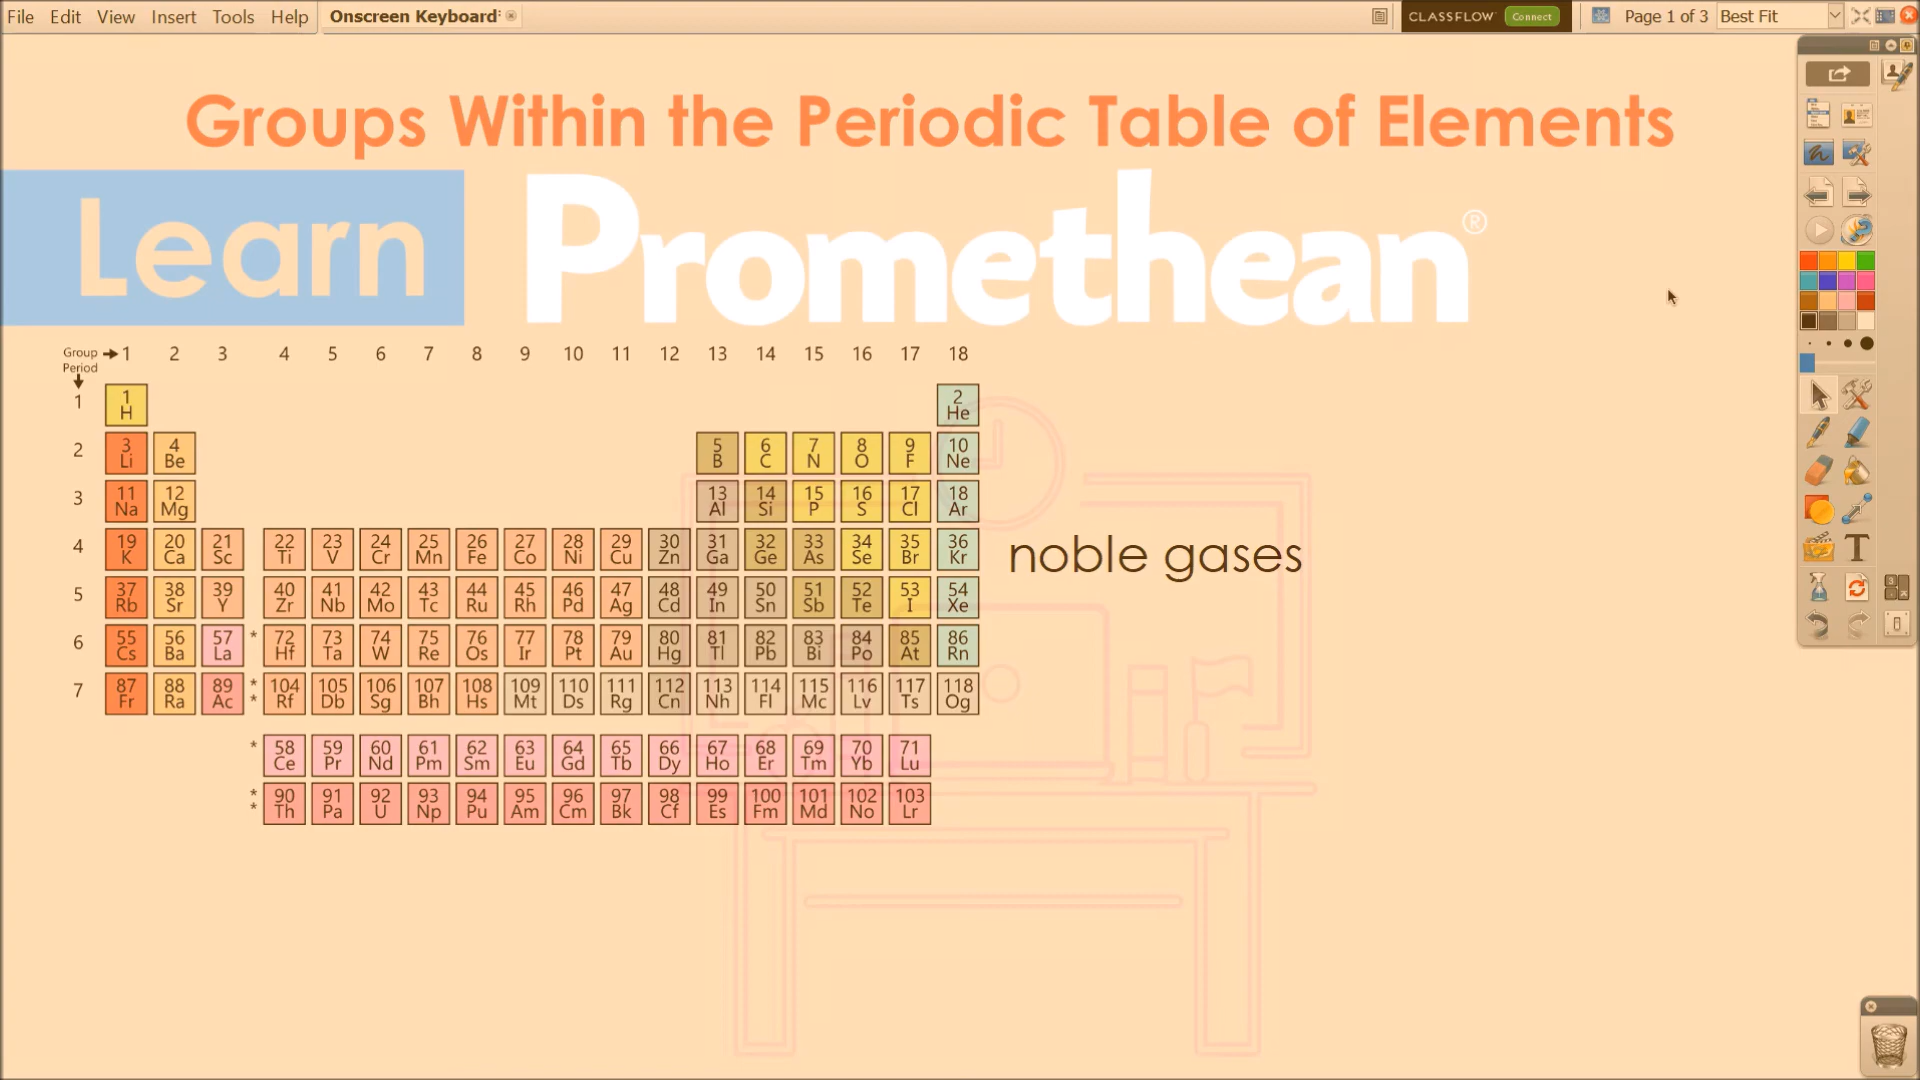 File Edit View Insert Tools Help Onscreen Keyboard CLASSFLOW Connect Page 1 of 3 Best Fit
Groups Within the Periodic Table of Elements
Learn Promethean®
Group 1 2 3 4 5 6 7 8 9 10 11 12 13 14 15 16 17 18
Period
1 1 2
H He
2 3 4 5 6 7 8 9 10
Li Be B C N O F Ne
3 11 12 13 14 15 16 17 18
Na Mg Al Si P S Cl Ar
4 19 20 21 22 23 24 25 26 27 28 29 30 31 32 33 34 35 36
K Ca Sc Ti V Cr Mn Fe Co Ni Cu Zn Ga Ge As Se Br Kr
noble gases
5 37 38 39 40 41 42 43 44 45 46 47 48 49 50 51 52 53 54
Rb Sr Y Zr Nb Mo Tc Ru Rh Pd Ag Cd In Sn Sb Te I Xe
6 55 56 57 * 72 73 74 75 76 77 78 79 80 81 82 83 84 85 86
Cs Ba La Hf Ta W Re Os Ir Pt Au Hg Tl Pb Bi Po At Rn
7 87 88 89 * 104 105 106 107 108 109 110 111 112 113 114 115 116 117 118
Fr Ra Ac * Rf Db Sg Bh Hs Mt Ds Rg Cn Nh Fl Mc Lv Ts Og
* 58 59 60 61 62 63 64 65 66 67 68 69 70 71
Ce Pr Nd Pm Sm Eu Gd Tb Dy Ho Er Tm Yb Lu
* 90 91 92 93 94 95 96 97 98 99 100 101 102 103
* Th Pa U Np Pu Am Cm Bk Cf Es Fm Md No Lr